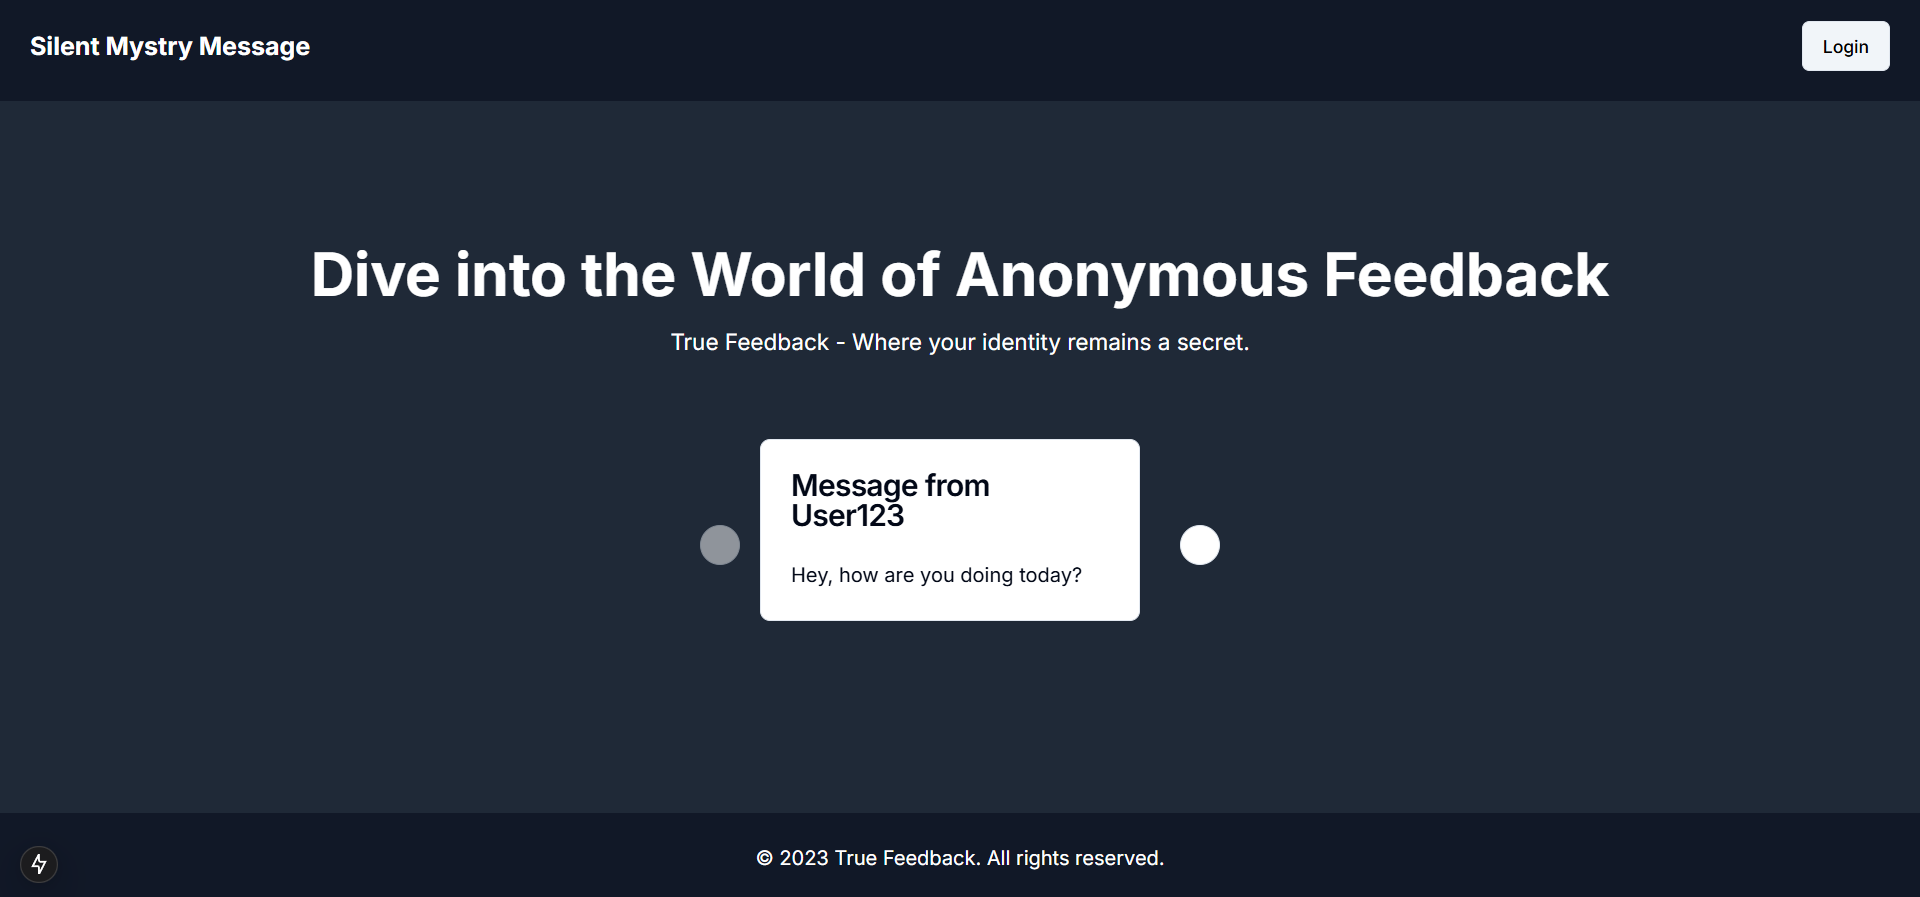 Silent Mystry Message
Login
Dive into the World of Anonymous Feedback
True Feedback - Where your identity remains a secret.
Message from
User123
Hey, how are you doing today?
© 2023 True Feedback. All rights reserved.